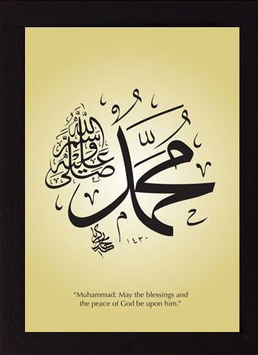 محمد
صلى الله عليه وسلم
١٤٣٠
"Muhammad: May the blessings and
the peace of God be upon him."